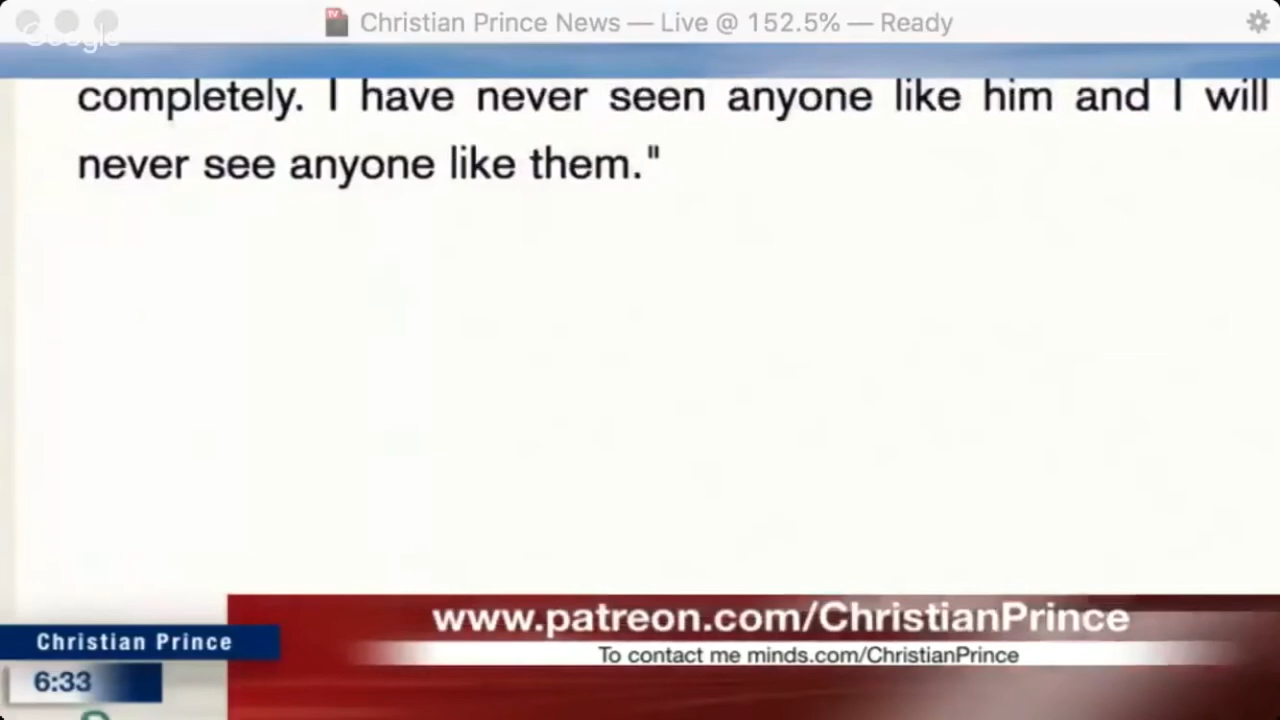 Christian Prince News — Live @ 152.5% — Ready
Google
completely. I have never seen anyone like him and I will
never see anyone like them."
www.patreon.com/ChristianPrince
To contact me minds.com/ChristianPrince
Christian Prince
6:33